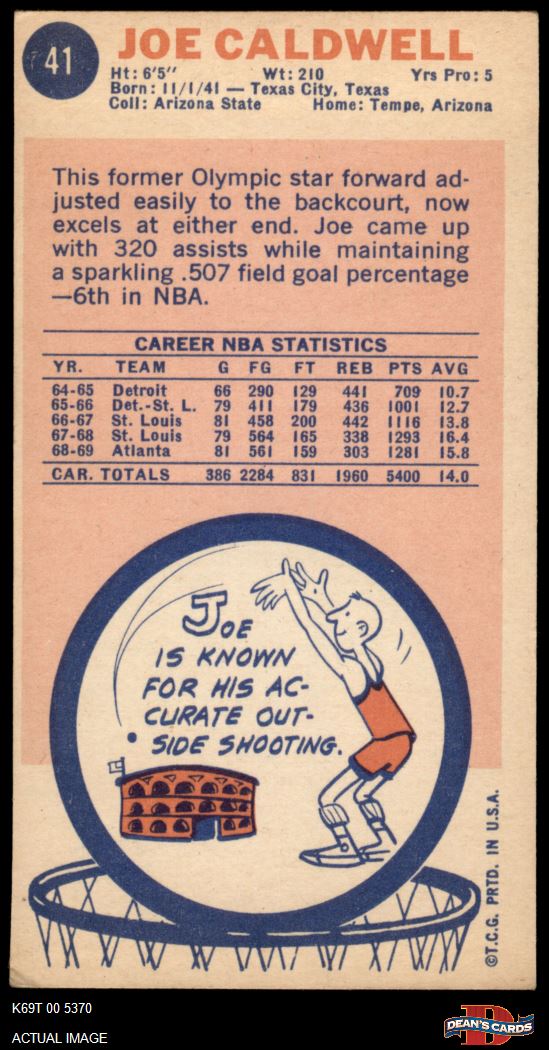 41
JOE CALDWELL
Ht: 6'5" Wt: 210 Yrs Pro: 5
Born: 11/1/41 — Texas City, Texas
Coll: Arizona State Home: Tempe, Arizona
This former Olympic star forward ad-
justed easily to the backcourt, now
excels at either end. Joe came up
with 320 assists while maintaining
a sparkling .507 field goal percentage
—6th in NBA.
CAREER NBA STATISTICS
YR. TEAM G FG FT REB PTS AVG
64-65 Detroit 66 290 129 441 709 10.7
65-66 Det.-St. L. 79 411 179 436 1001 12.7
66-67 St. Louis 81 458 200 442 1116 13.8
67-68 St. Louis 79 564 165 338 1293 16.4
68-69 Atlanta 81 561 159 303 1281 15.8
CAR. TOTALS 386 2284 831 1960 5400 14.0
JOE
IS KNOWN
FOR HIS AC-
CURATE OUT-
SIDE SHOOTING.
©T.C.G. PRTD. IN U.S.A.
K69T 00 5370
ACTUAL IMAGE
D
DEAN'S CARDS